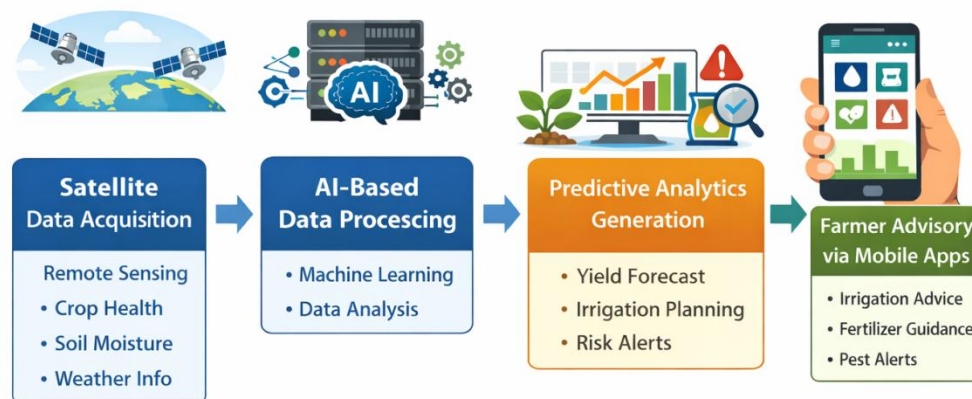 AI
Satellite
Data Acquisition
Remote Sensing
• Crop Health
• Soil Moisture
• Weather Info
AI-Based
Data Procescing
• Machine Learning
• Data Analysis
Predictive Analytics
Generation
• Yield Forecast
• Irrigation Planning
• Risk Alerts
Farmer Advisory
via Mobile Apps
• Irrigation Advice
• Fertilizer Guidance
• Pest Alerts